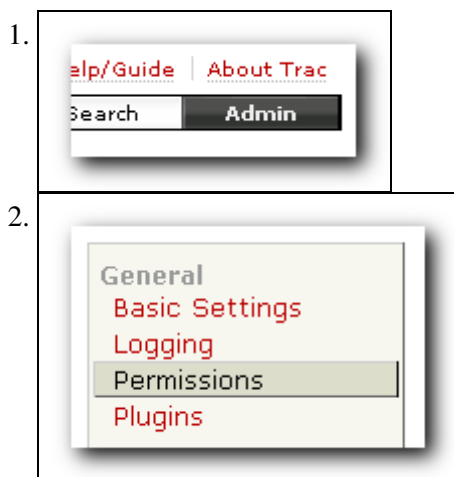 1.
elp/Guide | About Trac
Search Admin
2.
General
Basic Settings
Logging
Permissions
Plugins